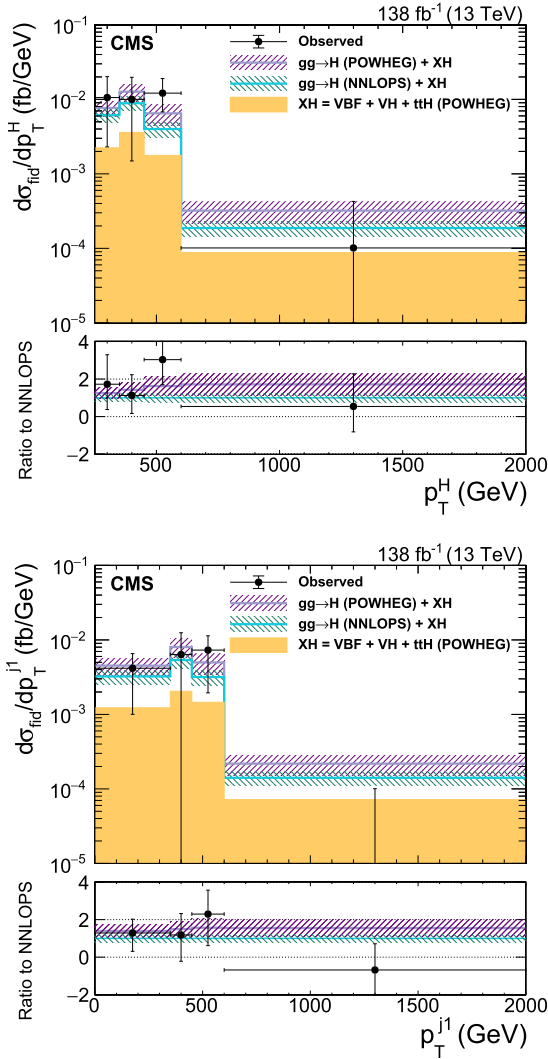 138 fb⁻¹ (13 TeV)
CMS
Observed
gg→H (POWHEG) + XH
gg→H (NNLOPS) + XH
XH = VBF + VH + ttH (POWHEG)
dσ_fid/dp_T^H (fb/GeV)
10⁻¹
10⁻²
10⁻³
10⁻⁴
10⁻⁵
Ratio to NNLOPS
4
2
0
−2
500 1000 1500 2000
p_T^H (GeV)
138 fb⁻¹ (13 TeV)
CMS
Observed
gg→H (POWHEG) + XH
gg→H (NNLOPS) + XH
XH = VBF + VH + ttH (POWHEG)
dσ_fid/dp_T^j1 (fb/GeV)
10⁻¹
10⁻²
10⁻³
10⁻⁴
10⁻⁵
Ratio to NNLOPS
4
2
0
−2
0 500 1000 1500 2000
p_T^j1 (GeV)